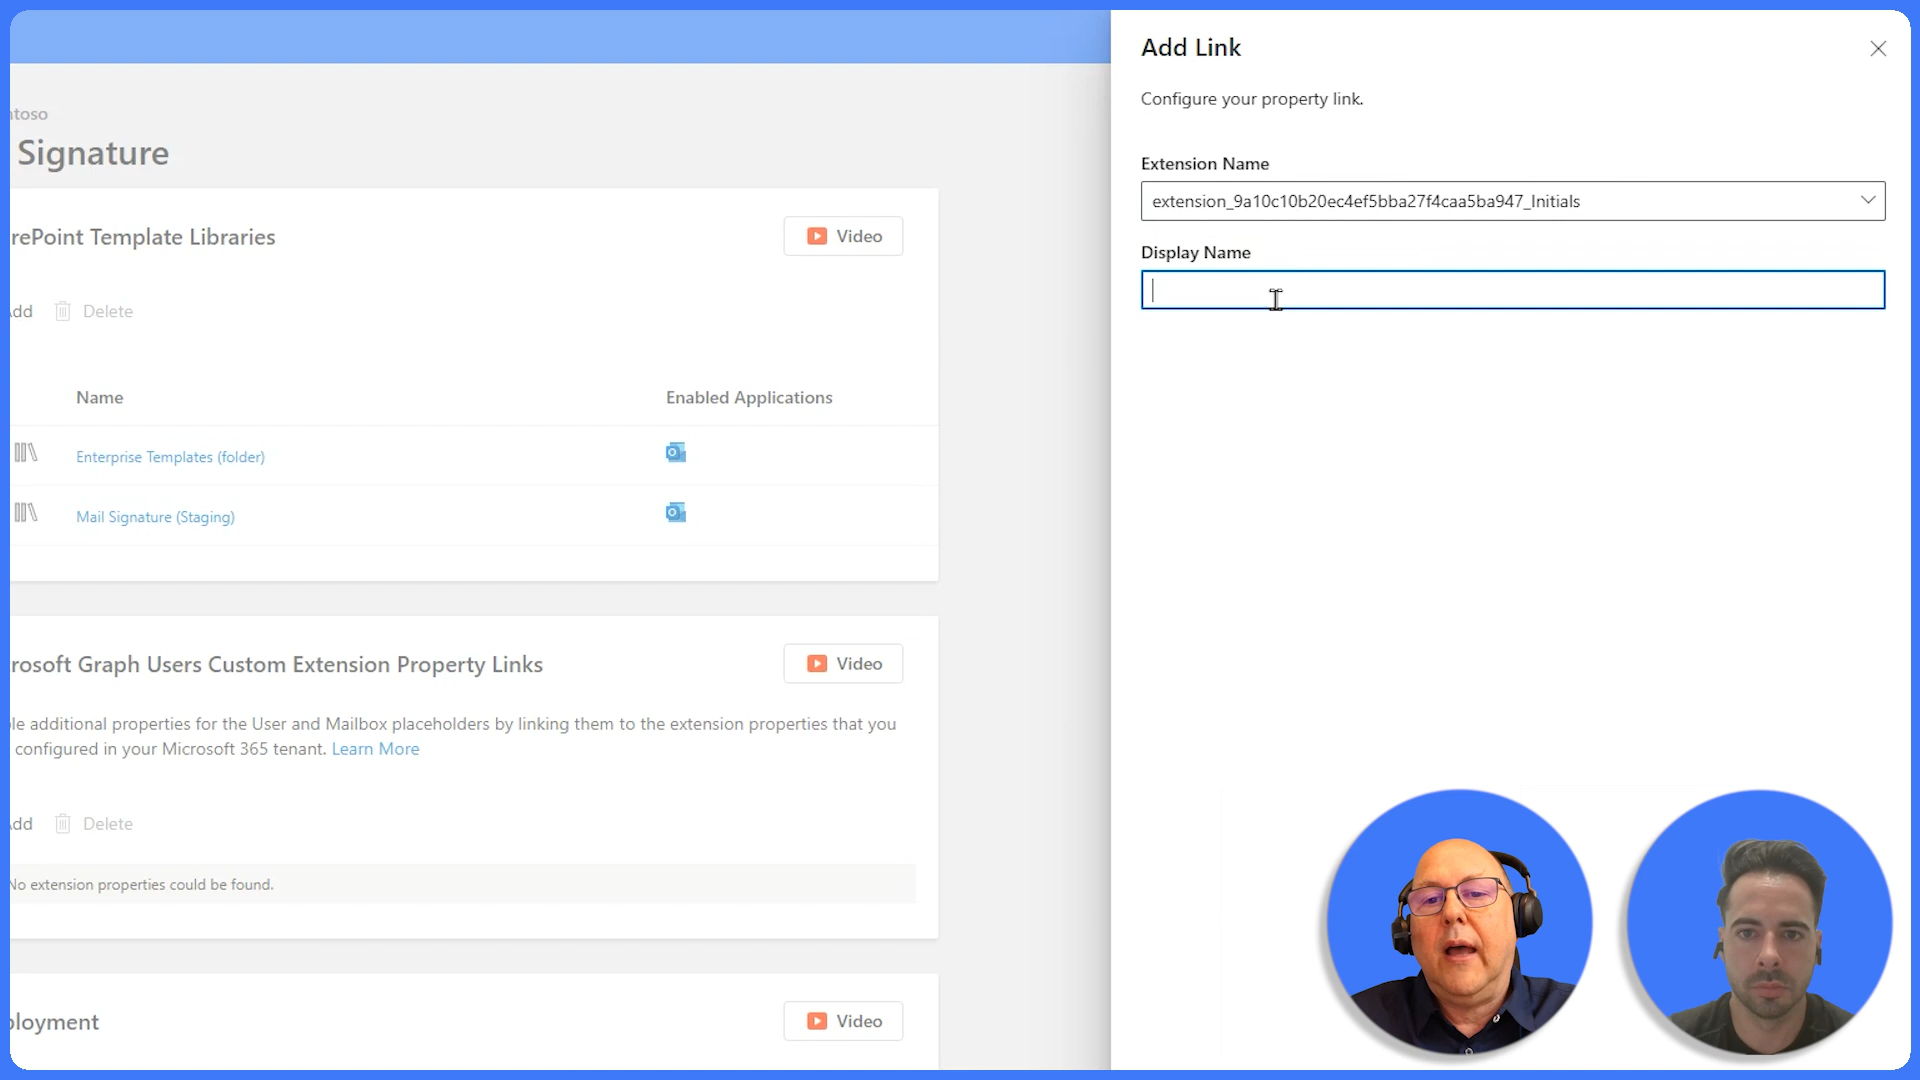 ntoso
Signature
rePoint Template Libraries
Video
dd
Delete
Name
Enabled Applications
Enterprise Templates (folder)
Mail Signature (Staging)
rosoft Graph Users Custom Extension Property Links
Video
le additional properties for the User and Mailbox placeholders by linking them to the extension properties that you
configured in your Microsoft 365 tenant. Learn More
dd
Delete
No extension properties could be found.
ployment
Video
Add Link
Configure your property link.
Extension Name
extension_9a10c10b20ec4ef5bba27f4caa5ba947_Initials
Display Name